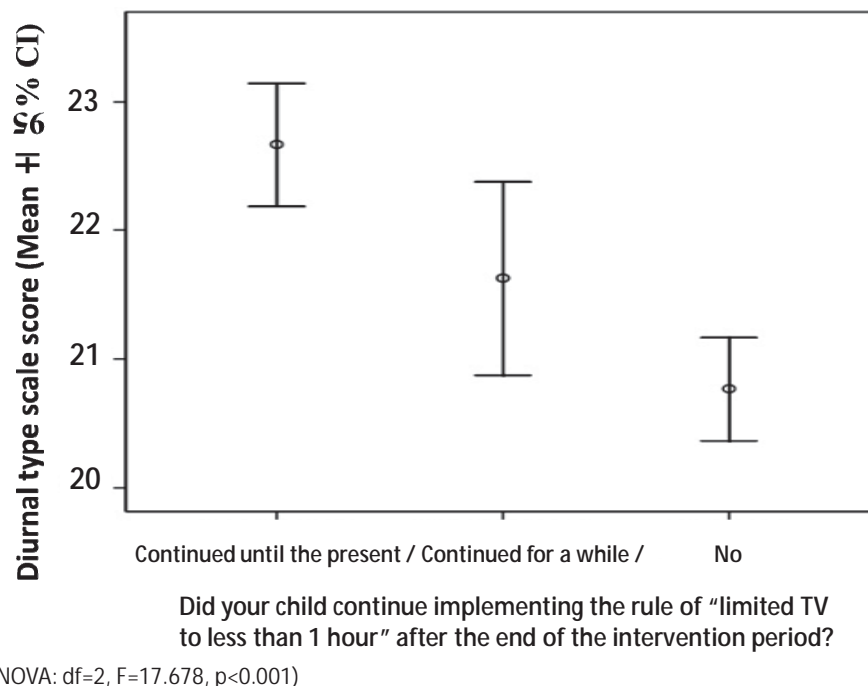 Diurnal type scale score (Mean ± 95% CI)
23
22
21
20
Continued until the present / Continued for a while / No
Did your child continue implementing the rule of “limited TV
to less than 1 hour” after the end of the intervention period?
NOVA: df=2, F=17.678, p<0.001)